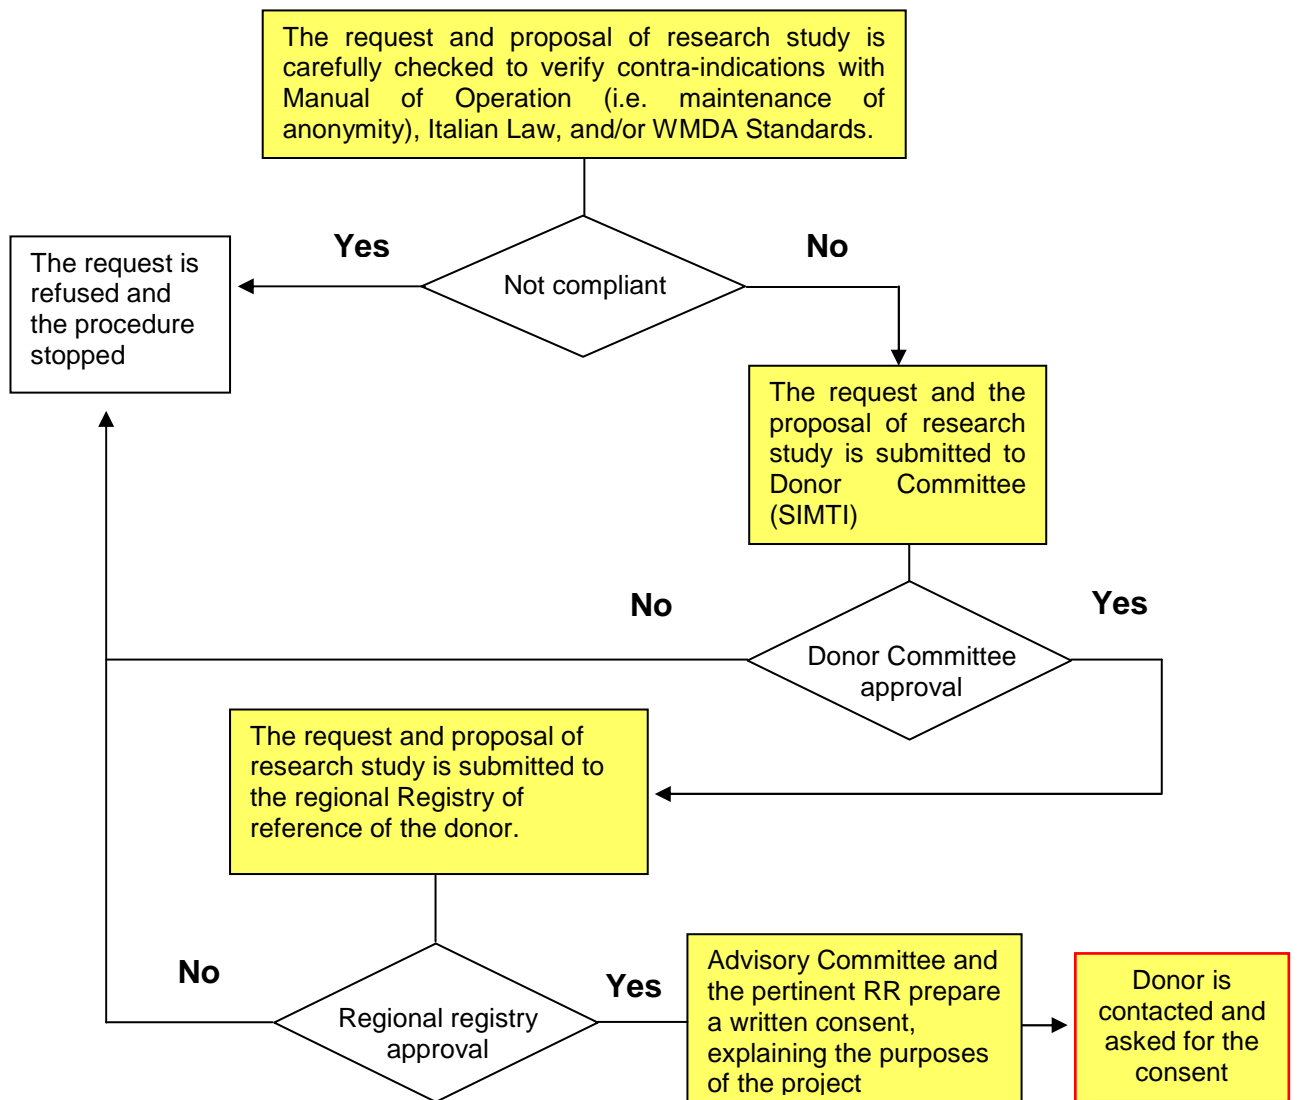 The request and proposal of research study is
carefully checked to verify contra-indications with
Manual of Operation (i.e. maintenance of
anonymity), Italian Law, and/or WMDA Standards.
Yes
No
Not compliant
The request is
refused and
the procedure
stopped
The request and the
proposal of research
study is submitted to
Donor Committee
(SIMTI)
No
Yes
Donor Committee
approval
The request and proposal of
research study is submitted to
the regional Registry of
reference of the donor.
No
Yes
Regional registry
approval
Advisory Committee and
the pertinent RR prepare
a written consent,
explaining the purposes
of the project
Donor is
contacted and
asked for the
consent